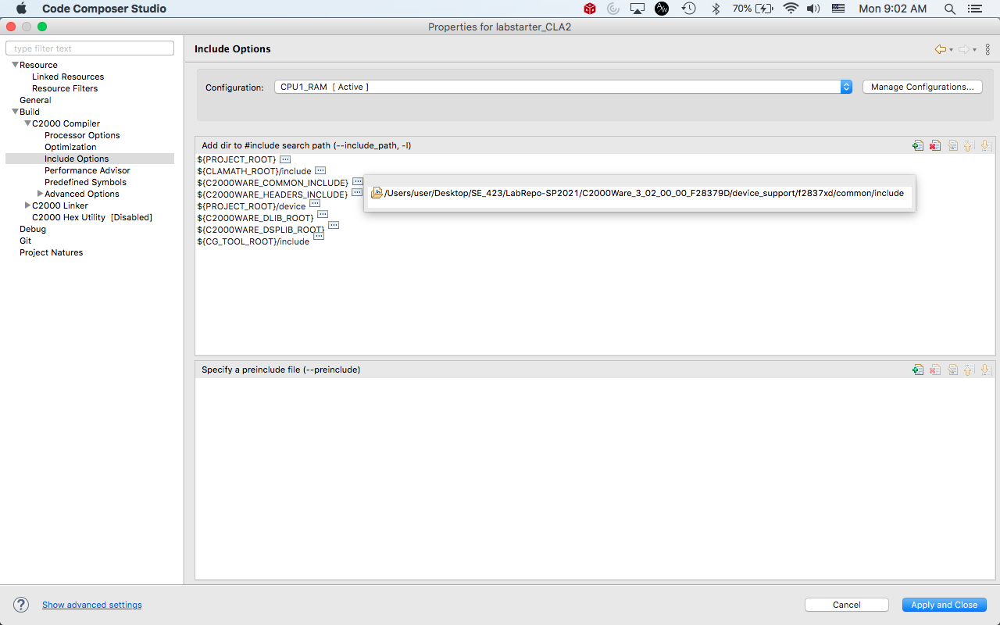 Code Composer Studio
70%
Mon 9:02 AM
Properties for labstarter_CLA2
type filter text
Resource
Linked Resources
Resource Filters
General
Build
C2000 Compiler
Processor Options
Optimization
Include Options
Performance Advisor
Predefined Symbols
Advanced Options
C2000 Linker
C2000 Hex Utility [Disabled]
Debug
Git
Project Natures
Include Options
Configuration:
CPU1_RAM [ Active ]
Manage Configurations...
Add dir to #include search path (--include_path, -I)
${PROJECT_ROOT}
${CLAMATH_ROOT}/include
${C2000WARE_COMMON_INCLUDE}
${C2000WARE_HEADERS_INCLUDE}
/Users/user/Desktop/SE_423/LabRepo-SP2021/C2000Ware_3_02_00_00_F28379D/device_support/f2837xd/common/include
${PROJECT_ROOT}/device
${C2000WARE_DLIB_ROOT}
${C2000WARE_DSPLIB_ROOT}
${CG_TOOL_ROOT}/include
Specify a preinclude file (--preinclude)
?
Show advanced settings
Cancel
Apply and Close